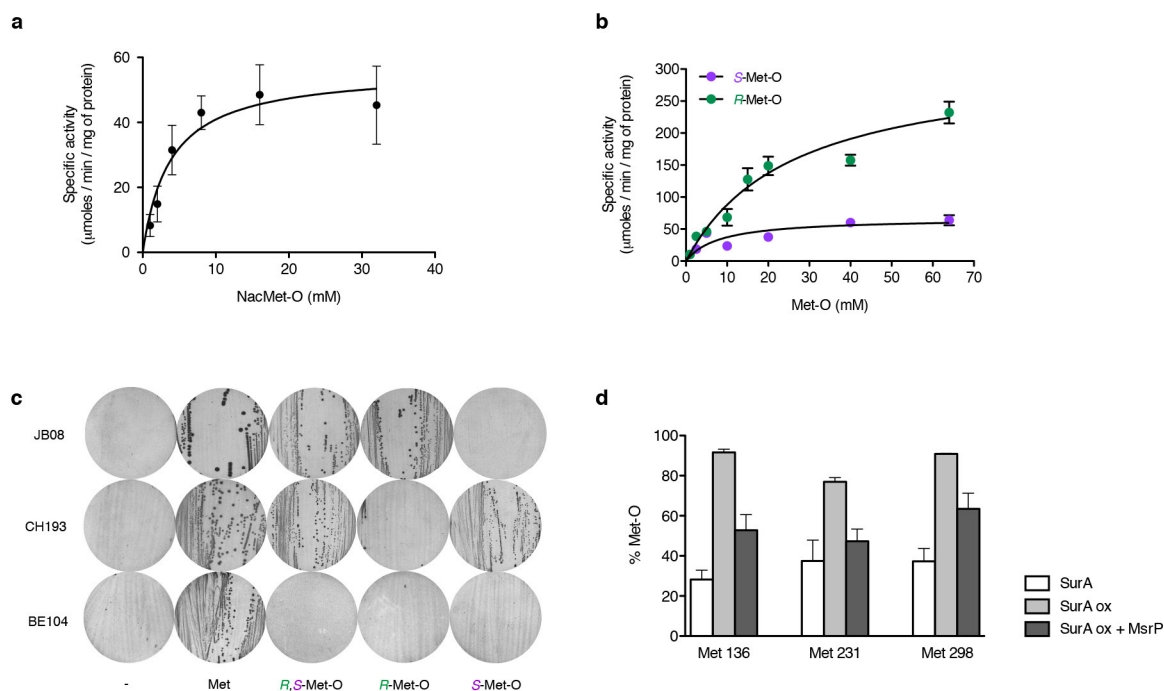 a
Specific activity
(µmoles / min / mg of protein)
60
40
20
0
0 10 20 30 40
NacMet-O (mM)
b
Specific activity
(µmoles / min / mg of protein)
300
250
200
150
100
50
0
S-Met-O
R-Met-O
0 10 20 30 40 50 60 70
Met-O (mM)
c
JB08
CH193
BE104
- Met R,S-Met-O R-Met-O S-Met-O
d
% Met-O
100
80
60
40
20
0
Met 136 Met 231 Met 298
SurA
SurA ox
SurA ox + MsrP